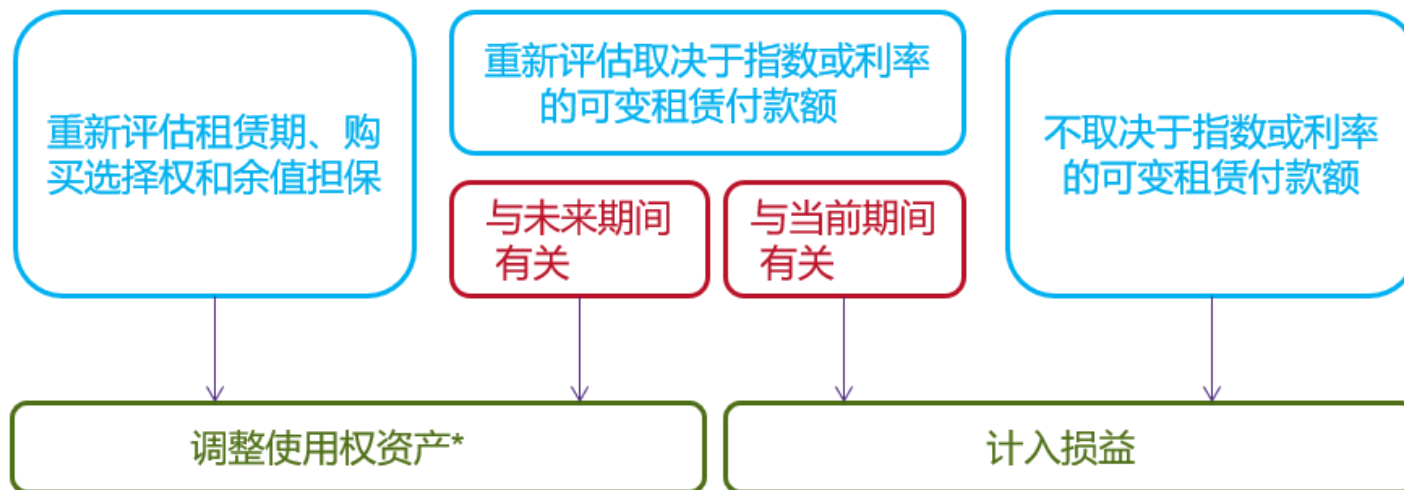 重新评估租赁期、购
买选择权和余值担保
重新评估取决于指数或利率
的可变租赁付款额
与未来期间
有关
与当前期间
有关
不取决于指数或利率
的可变租赁付款额
调整使用权资产*
计入损益